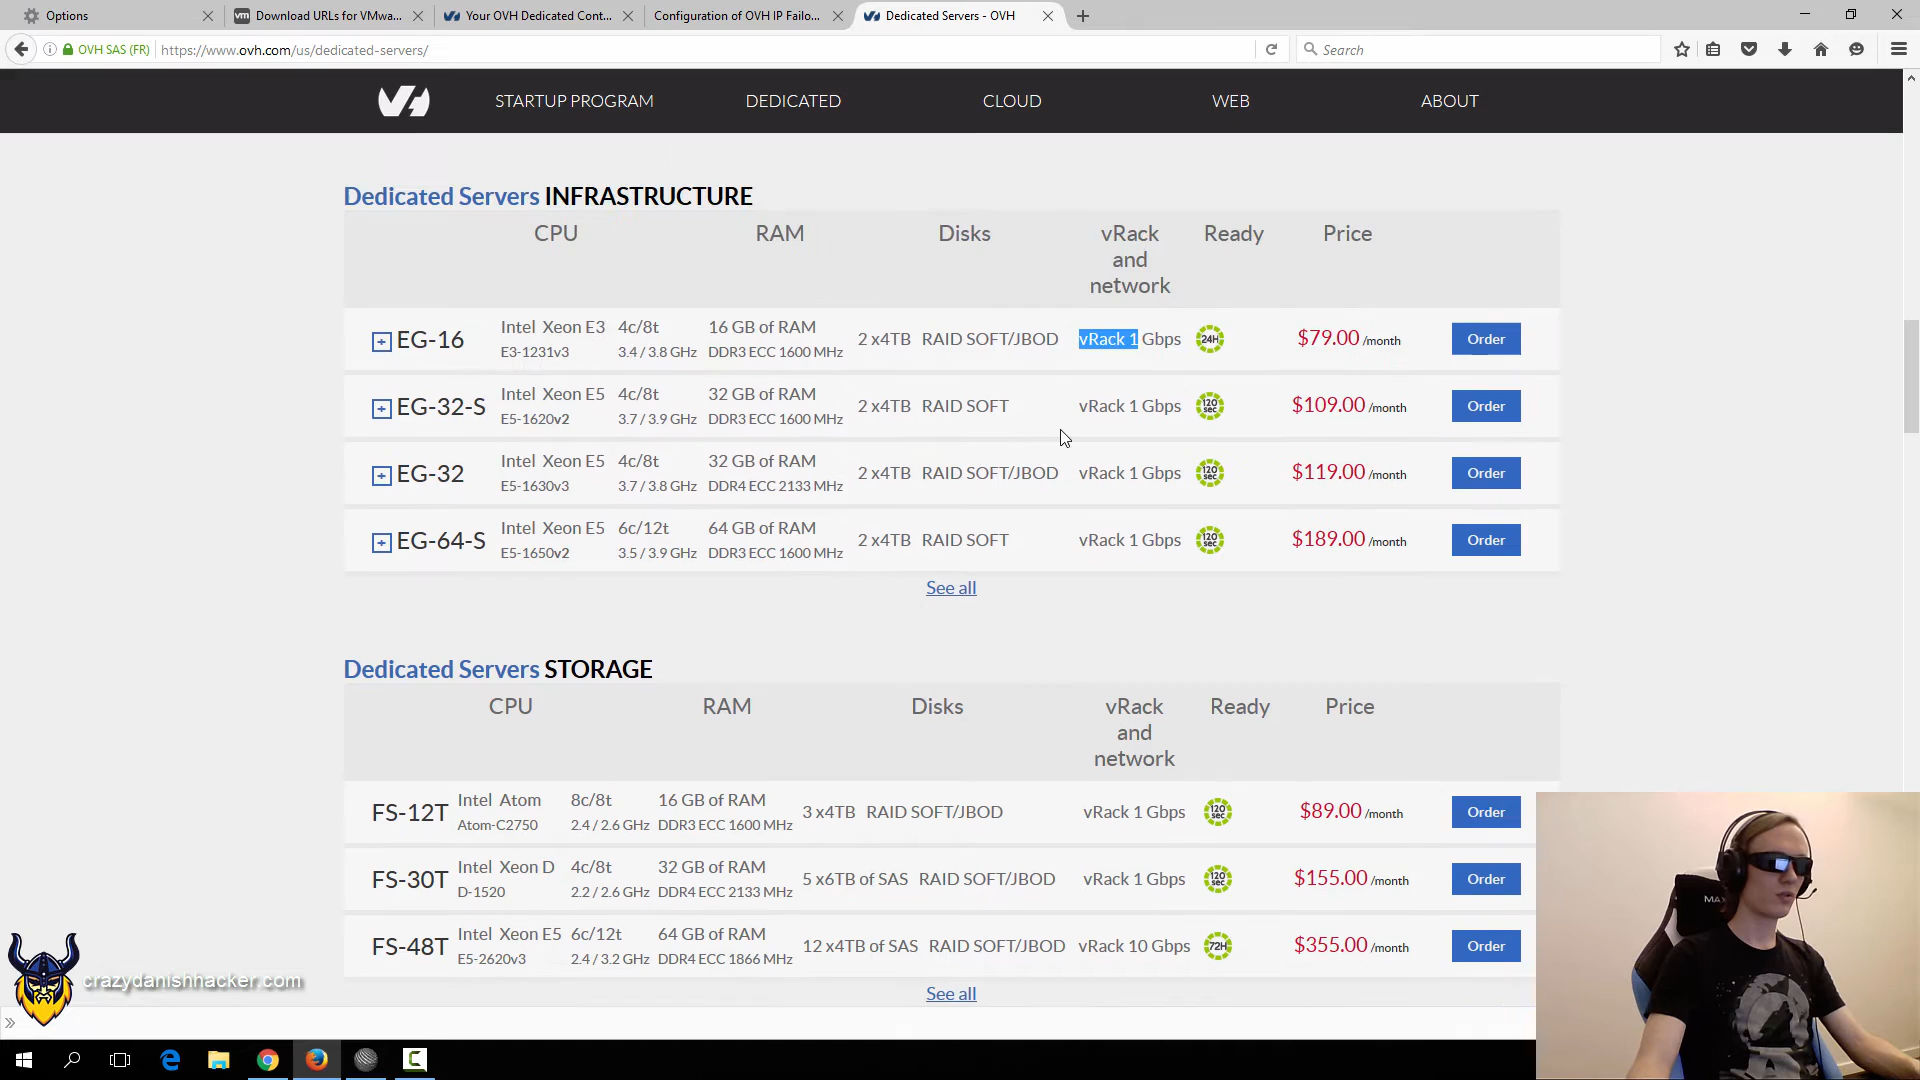 Options
Download URLs for VMwa...
Your OVH Dedicated Cont...
Configuration of OVH IP Failo...
Dedicated Servers - OVH
OVH SAS (FR)
https://www.ovh.com/us/dedicated-servers/
Search
STARTUP PROGRAM
DEDICATED
CLOUD
WEB
ABOUT
Dedicated Servers INFRASTRUCTURE
CPU
RAM
Disks
vRack
and
network
Ready
Price
EG-16
Intel Xeon E3
E3-1231v3
4c/8t
3.4 / 3.8 GHz
16 GB of RAM
DDR3 ECC 1600 MHz
2 x4TB RAID SOFT/JBOD
vRack 1 Gbps
24H
$79.00 /month
Order
EG-32-S
Intel Xeon E5
E5-1620v2
4c/8t
3.7 / 3.9 GHz
32 GB of RAM
DDR3 ECC 1600 MHz
2 x4TB RAID SOFT
vRack 1 Gbps
120
sec
$109.00 /month
Order
EG-32
Intel Xeon E5
E5-1630v3
4c/8t
3.7 / 3.8 GHz
32 GB of RAM
DDR4 ECC 2133 MHz
2 x4TB RAID SOFT/JBOD
vRack 1 Gbps
120
sec
$119.00 /month
Order
EG-64-S
Intel Xeon E5
E5-1650v2
6c/12t
3.5 / 3.9 GHz
64 GB of RAM
DDR3 ECC 1600 MHz
2 x4TB RAID SOFT
vRack 1 Gbps
120
sec
$189.00 /month
Order
See all
Dedicated Servers STORAGE
CPU
RAM
Disks
vRack
and
network
Ready
Price
FS-12T
Intel Atom
Atom-C2750
8c/8t
2.4 / 2.6 GHz
16 GB of RAM
DDR3 ECC 1600 MHz
3 x4TB RAID SOFT/JBOD
vRack 1 Gbps
120
sec
$89.00 /month
Order
FS-30T
Intel Xeon D
D-1520
4c/8t
2.2 / 2.6 GHz
32 GB of RAM
DDR4 ECC 2133 MHz
5 x6TB of SAS RAID SOFT/JBOD
vRack 1 Gbps
120
sec
$155.00 /month
Order
FS-48T
Intel Xeon E5
E5-2620v3
6c/12t
2.4 / 3.2 GHz
64 GB of RAM
DDR4 ECC 1866 MHz
12 x4TB of SAS RAID SOFT/JBOD
vRack 10 Gbps
72H
$355.00 /month
Order
See all
crazydanishhacker.com